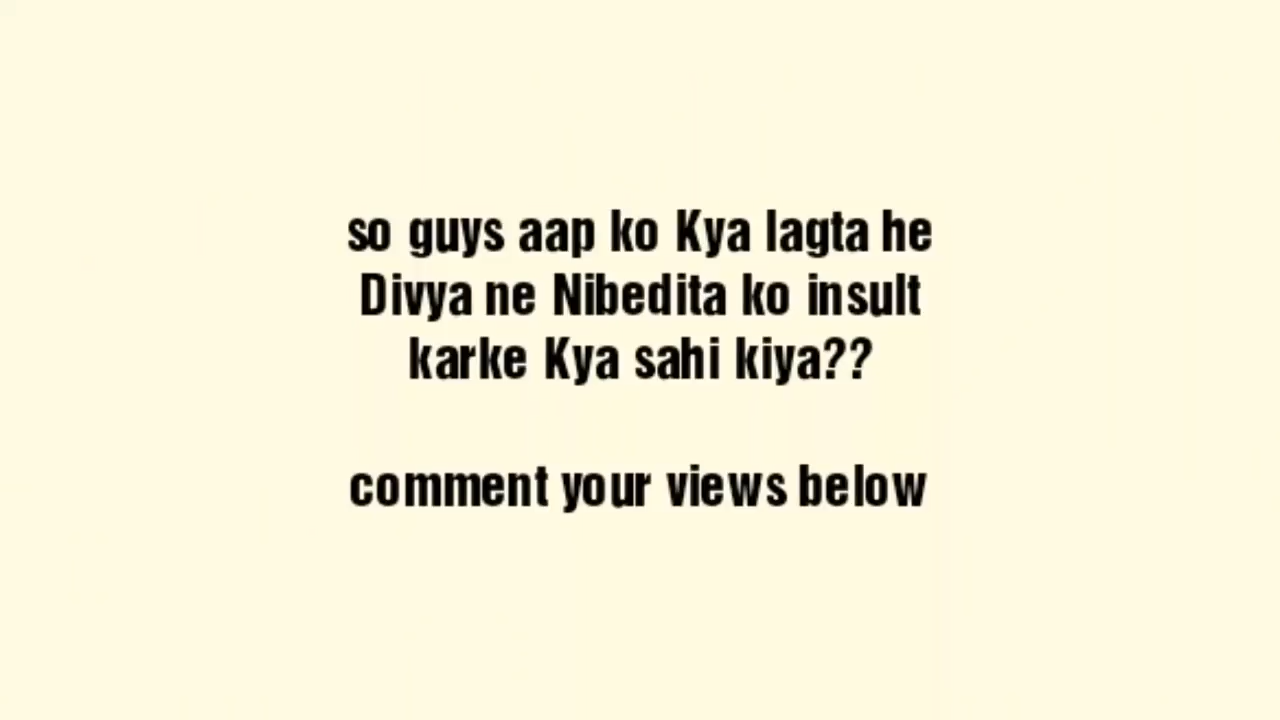 so guys aap ko Kya lagta he
Divya ne Nibedita ko insult
karke Kya sahi kiya??
comment your views below